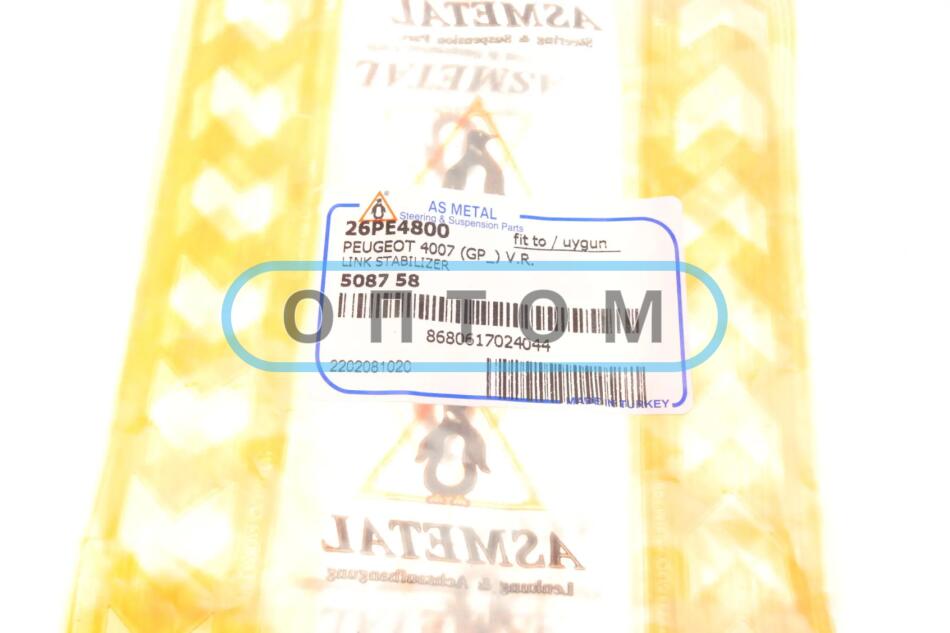 ASMETAL
Steering & Suspension Parts
ASMETAL
AS METAL
Steering & Suspension Parts
26PE4800
fit to / uygun
PEUGEOT 4007 (GP_) V.R.
LINK STABILIZER
5087 58
ОПТОМ
8680617024044
2202081020
MADE IN TURKEY
ASMETAL
Lenkung & Achsaufhangung